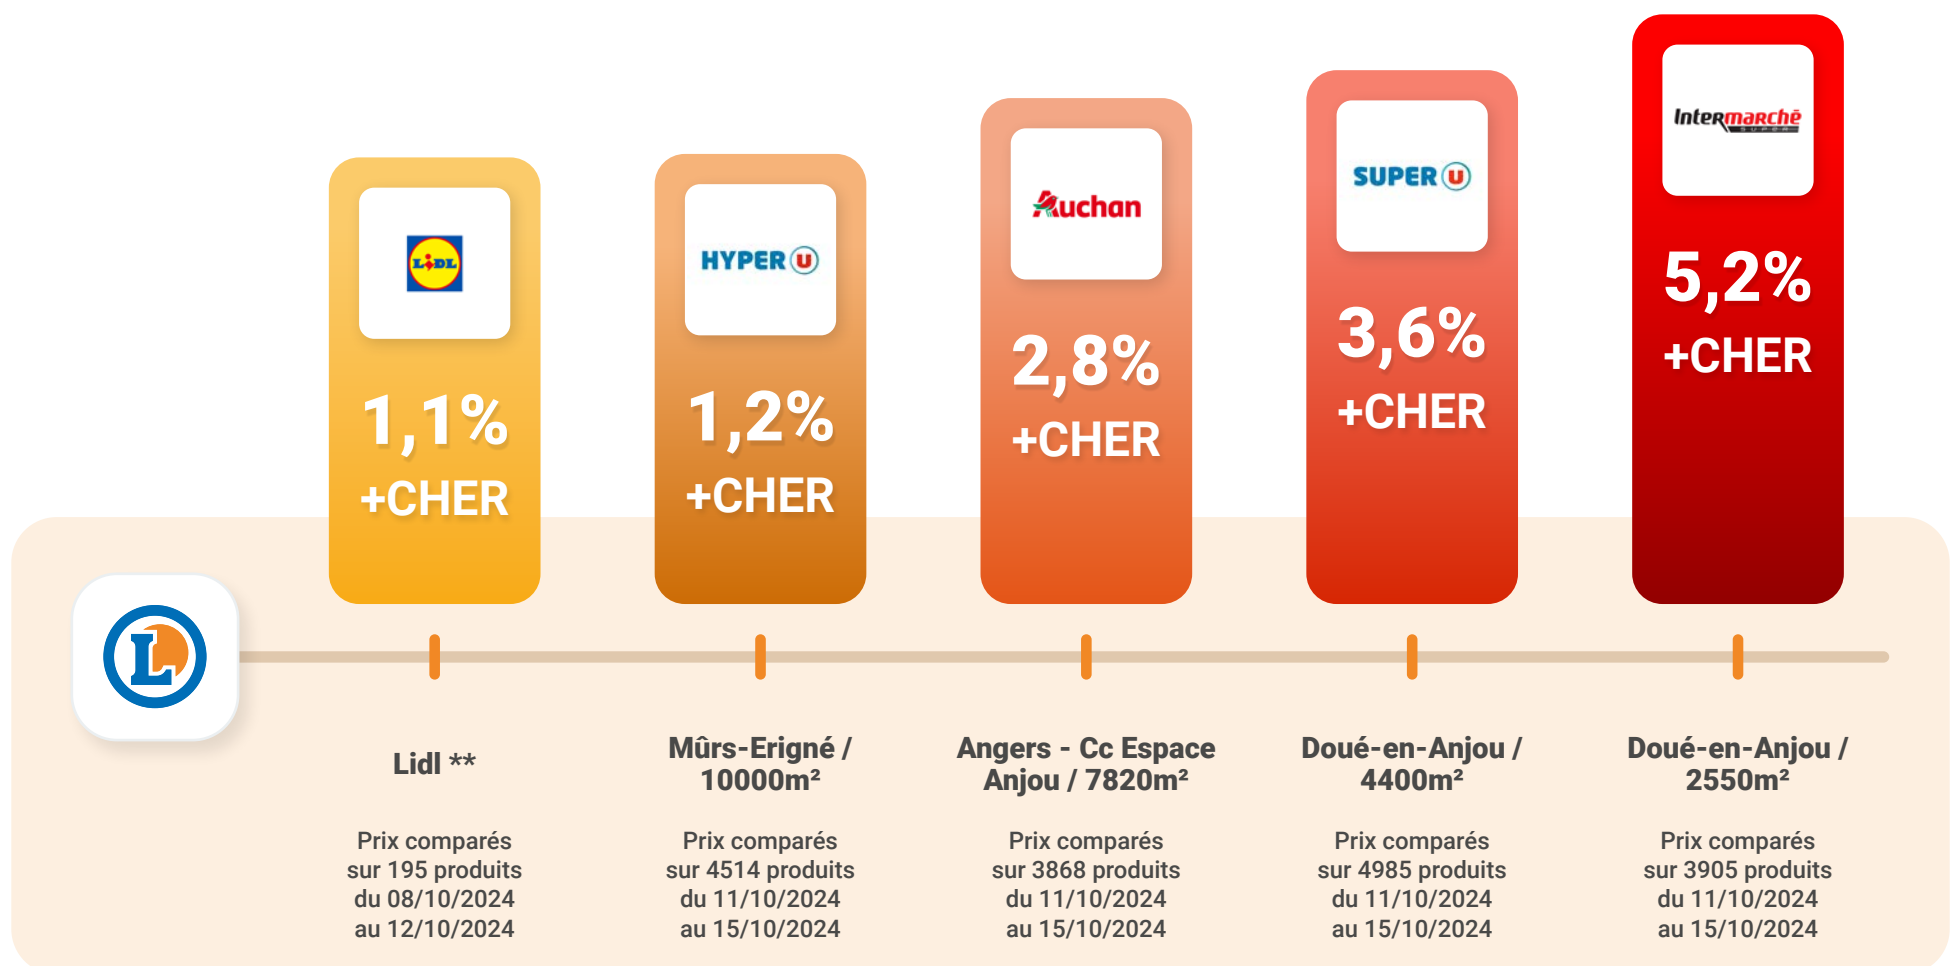 LIDL
1,1%
+CHER
HYPER U
1,2%
+CHER
Auchan
2,8%
+CHER
SUPER U
3,6%
+CHER
Intermarchē
SUPER
5,2%
+CHER
L
Lidl **
Prix comparés
sur 195 produits
du 08/10/2024
au 12/10/2024
Mûrs-Erigné /
10000m²
Prix comparés
sur 4514 produits
du 11/10/2024
au 15/10/2024
Angers - Cc Espace
Anjou / 7820m²
Prix comparés
sur 3868 produits
du 11/10/2024
au 15/10/2024
Doué-en-Anjou /
4400m²
Prix comparés
sur 4985 produits
du 11/10/2024
au 15/10/2024
Doué-en-Anjou /
2550m²
Prix comparés
sur 3905 produits
du 11/10/2024
au 15/10/2024